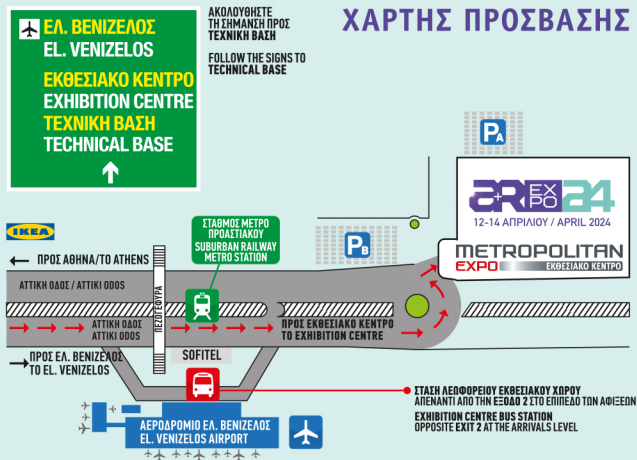 ΧΑΡΤΗΣ ΠΡΟΣΒΑΣΗΣ
ΕΛ. ΒΕΝΙΖΕΛΟΣ
EL. VENIZELOS
ΕΚΘΕΣΙΑΚΟ ΚΕΝΤΡΟ
EXHIBITION CENTRE
ΤΕΧΝΙΚΗ ΒΑΣΗ
TECHNICAL BASE
ΑΚΟΛΟΥΘΗΣΤΕ
ΤΗ ΣΗΜΑΝΣΗ ΠΡΟΣ
ΤΕΧΝΙΚΗ ΒΑΣΗ
FOLLOW THE SIGNS TO
TECHNICAL BASE
PA
a+R EXPO 24
12-14 ΑΠΡΙΛΙΟΥ / APRIL 2024
METROPOLITAN
EXPO ΕΚΘΕΣΙΑΚΟ ΚΕΝΤΡΟ
PB
IKEA
ΣΤΑΘΜΟΣ ΜΕΤΡΟ
ΠΡΟΑΣΤΙΑΚΟΥ
SUBURBAN RAILWAY
METRO STATION
ΠΡΟΣ ΑΘΗΝΑ/TO ATHENS
ΑΤΤΙΚΗ ΟΔΟΣ / ATTIKI ODOS
ΠΕΖΟΓΕΦΥΡΑ
ΑΤΤΙΚΗ ΟΔΟΣ
ATTIKI ODOS
ΠΡΟΣ ΕΚΘΕΣΙΑΚΟ ΚΕΝΤΡΟ
TO EXHIBITION CENTRE
ΠΡΟΣ ΕΛ. ΒΕΝΙΖΕΛΟΣ
TO EL. VENIZELOS
SOFITEL
ΑΕΡΟΔΡΟΜΙΟ ΕΛ. ΒΕΝΙΖΕΛΟΣ
EL. VENIZELOS AIRPORT
ΣΤΑΣΗ ΛΕΩΦΟΡΕΙΟΥ ΕΚΘΕΣΙΑΚΟΥ ΧΩΡΟΥ
ΑΠΕΝΑΝΤΙ ΑΠΟ ΤΗΝ ΕΞΟΔΟ 2 ΣΤΟ ΕΠΙΠΕΔΟ ΤΩΝ ΑΦΙΞΕΩΝ
EXHIBITION CENTRE BUS STATION
OPPOSITE EXIT 2 AT THE ARRIVALS LEVEL